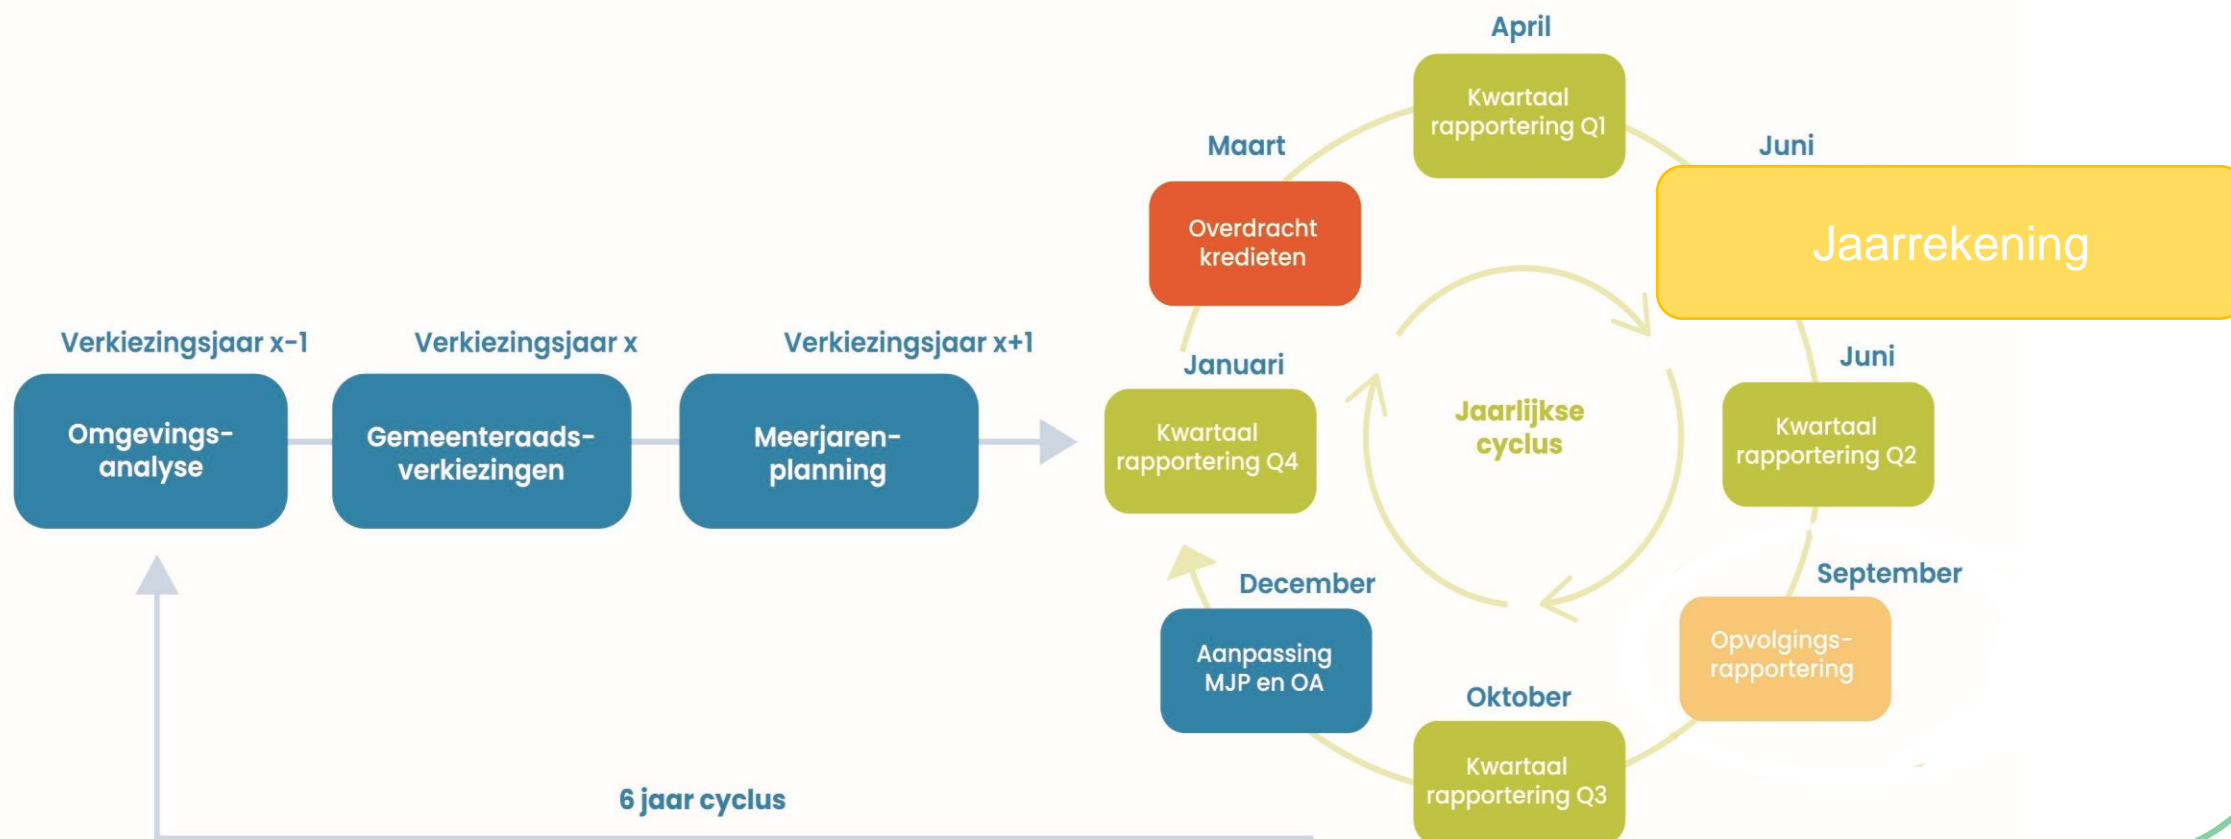 April
Kwartaal
rapportering Q1
Maart
Juni
Overdracht
kredieten
Jaarrekening
Verkiezingsjaar x-1
Verkiezingsjaar x
Verkiezingsjaar x+1
Omgevings-
analyse
Gemeenteraads-
verkiezingen
Meerjaren-
planning
Januari
Kwartaal
rapportering Q4
Jaarlijkse
cyclus
Juni
Kwartaal
rapportering Q2
September
Opvolgings-
rapportering
December
Aanpassing
MJP en OA
Oktober
Kwartaal
rapportering Q3
6 jaar cyclus